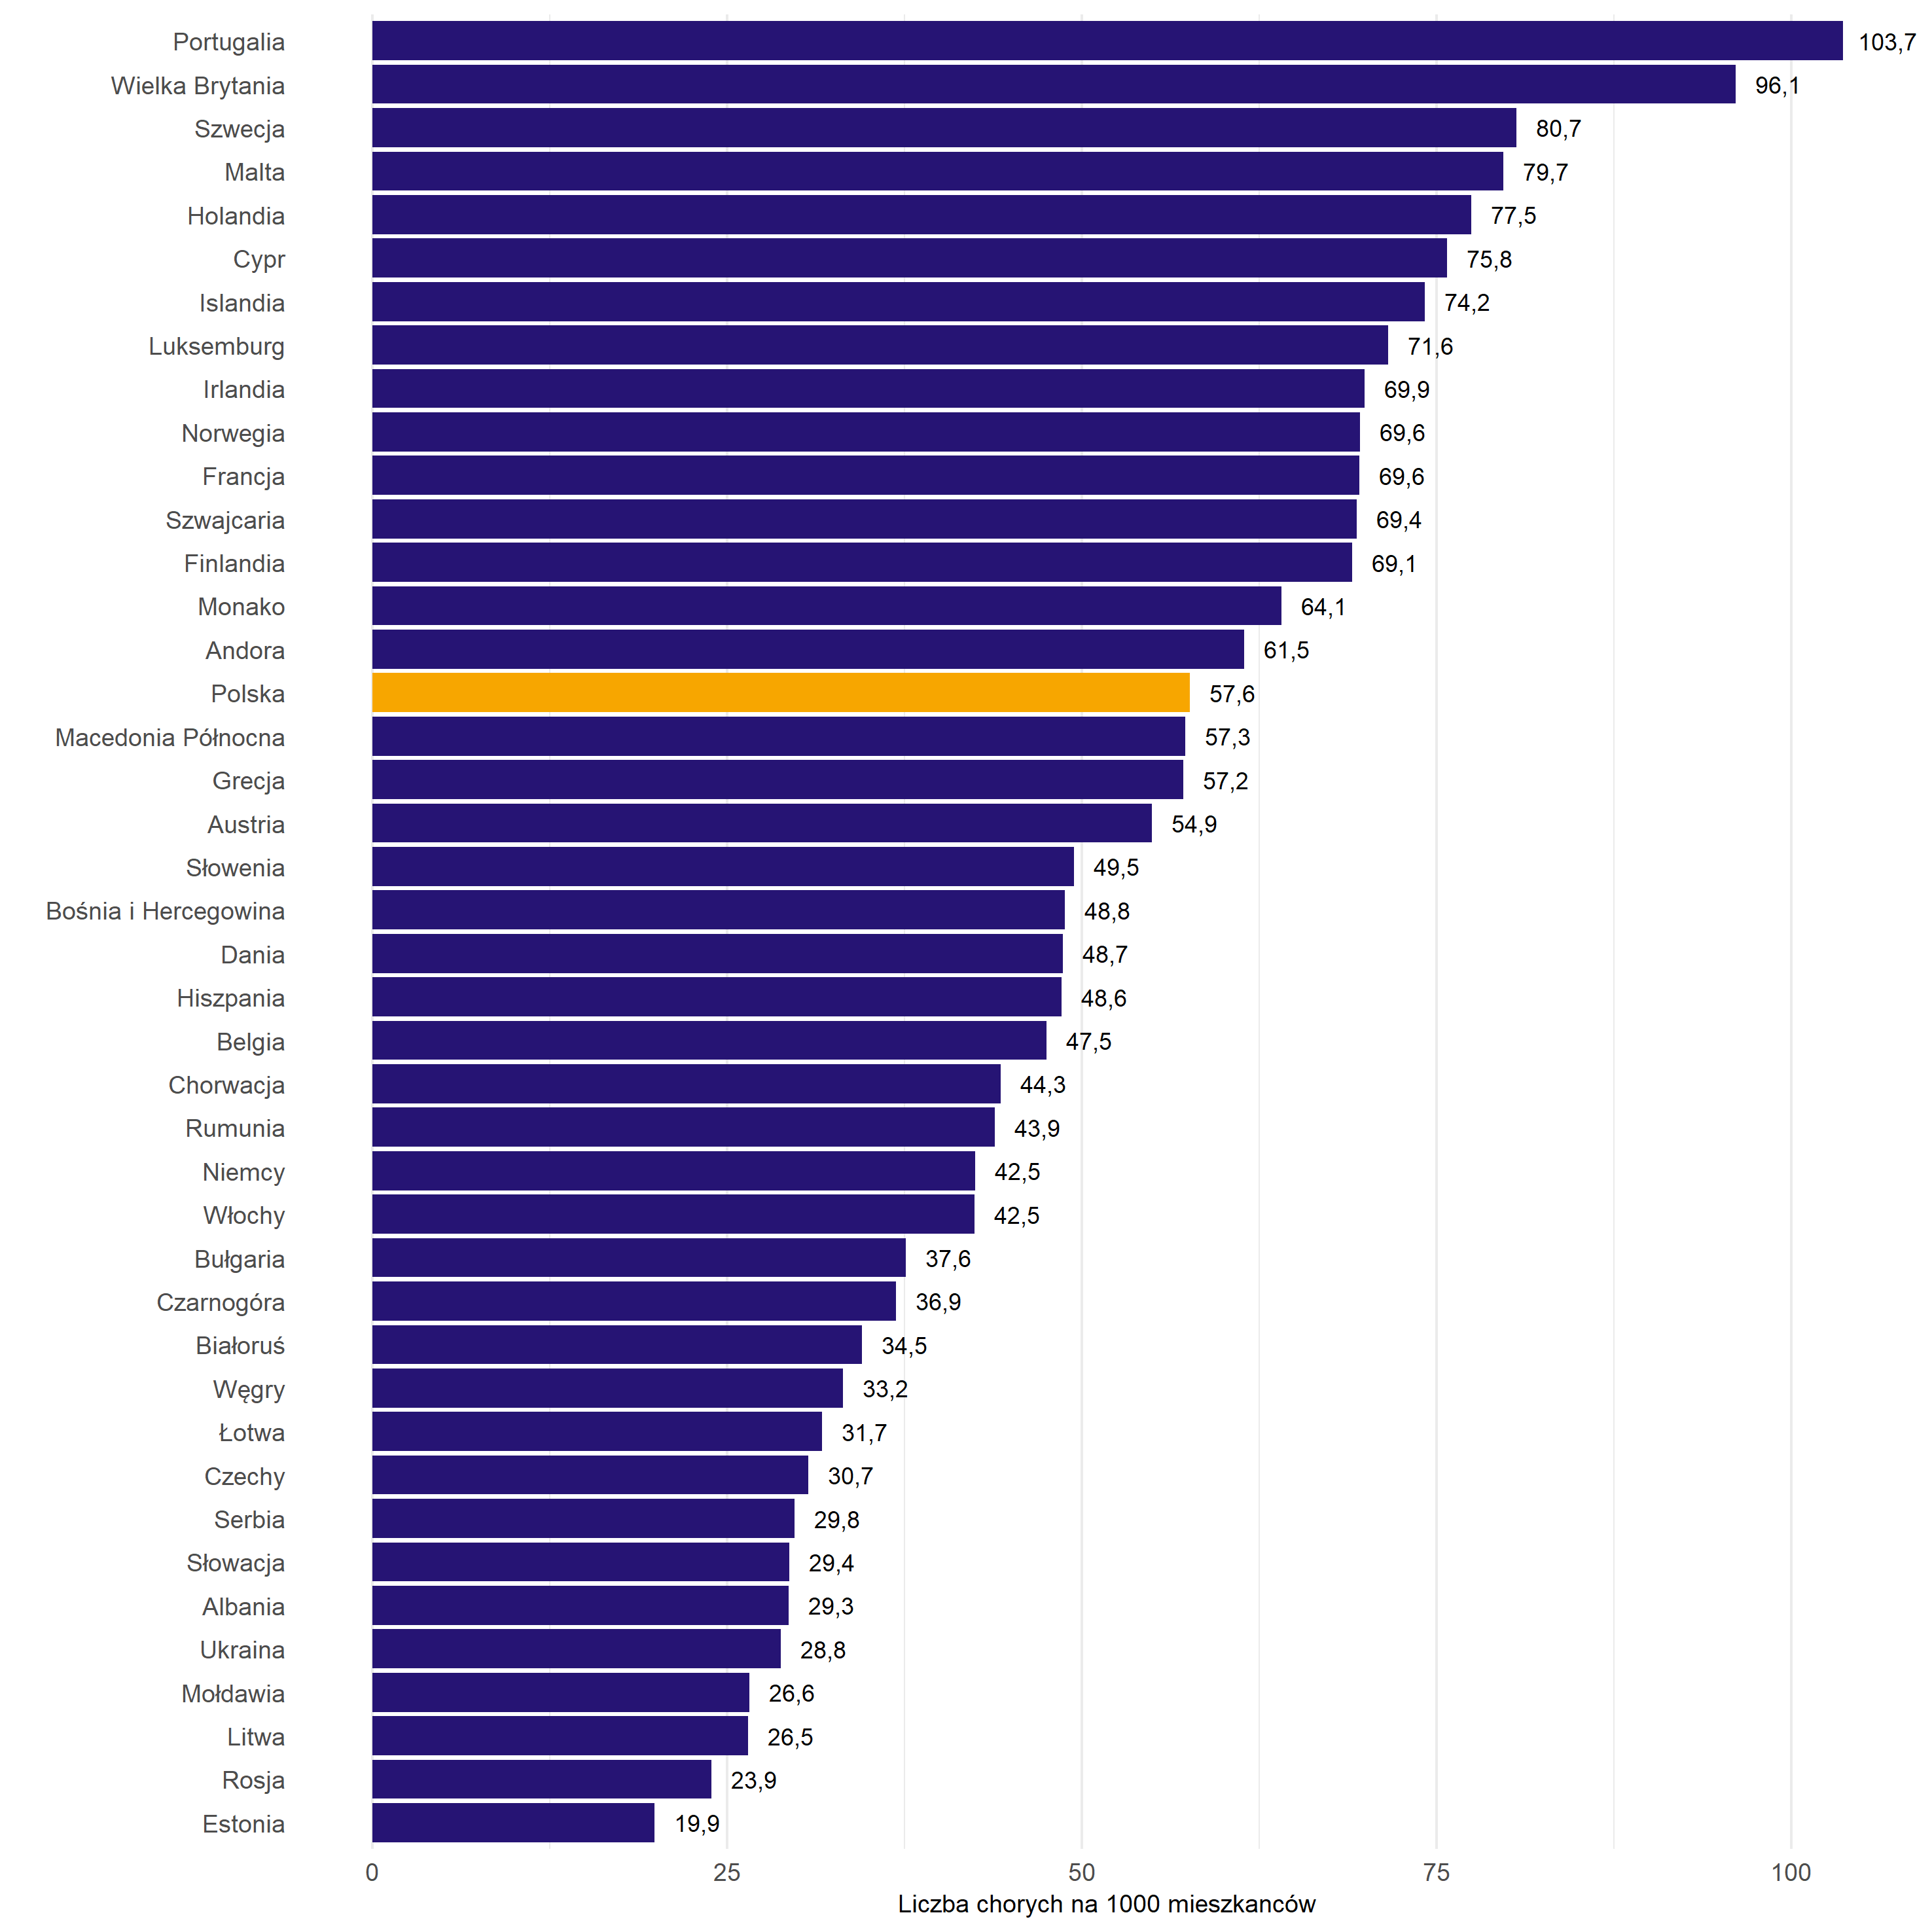 Portugalia 103,7
Wielka Brytania 96,1
Szwecja 80,7
Malta 79,7
Holandia 77,5
Cypr 75,8
Islandia 74,2
Luksemburg 71,6
Irlandia 69,9
Norwegia 69,6
Francja 69,6
Szwajcaria 69,4
Finlandia 69,1
Monako 64,1
Andora 61,5
Polska 57,6
Macedonia Północna 57,3
Grecja 57,2
Austria 54,9
Słowenia 49,5
Bośnia i Hercegowina 48,8
Dania 48,7
Hiszpania 48,6
Belgia 47,5
Chorwacja 44,3
Rumunia 43,9
Niemcy 42,5
Włochy 42,5
Bułgaria 37,6
Czarnogóra 36,9
Białoruś 34,5
Węgry 33,2
Łotwa 31,7
Czechy 30,7
Serbia 29,8
Słowacja 29,4
Albania 29,3
Ukraina 28,8
Mołdawia 26,6
Litwa 26,5
Rosja 23,9
Estonia 19,9
0 25 50 75 100
Liczba chorych na 1000 mieszkanców